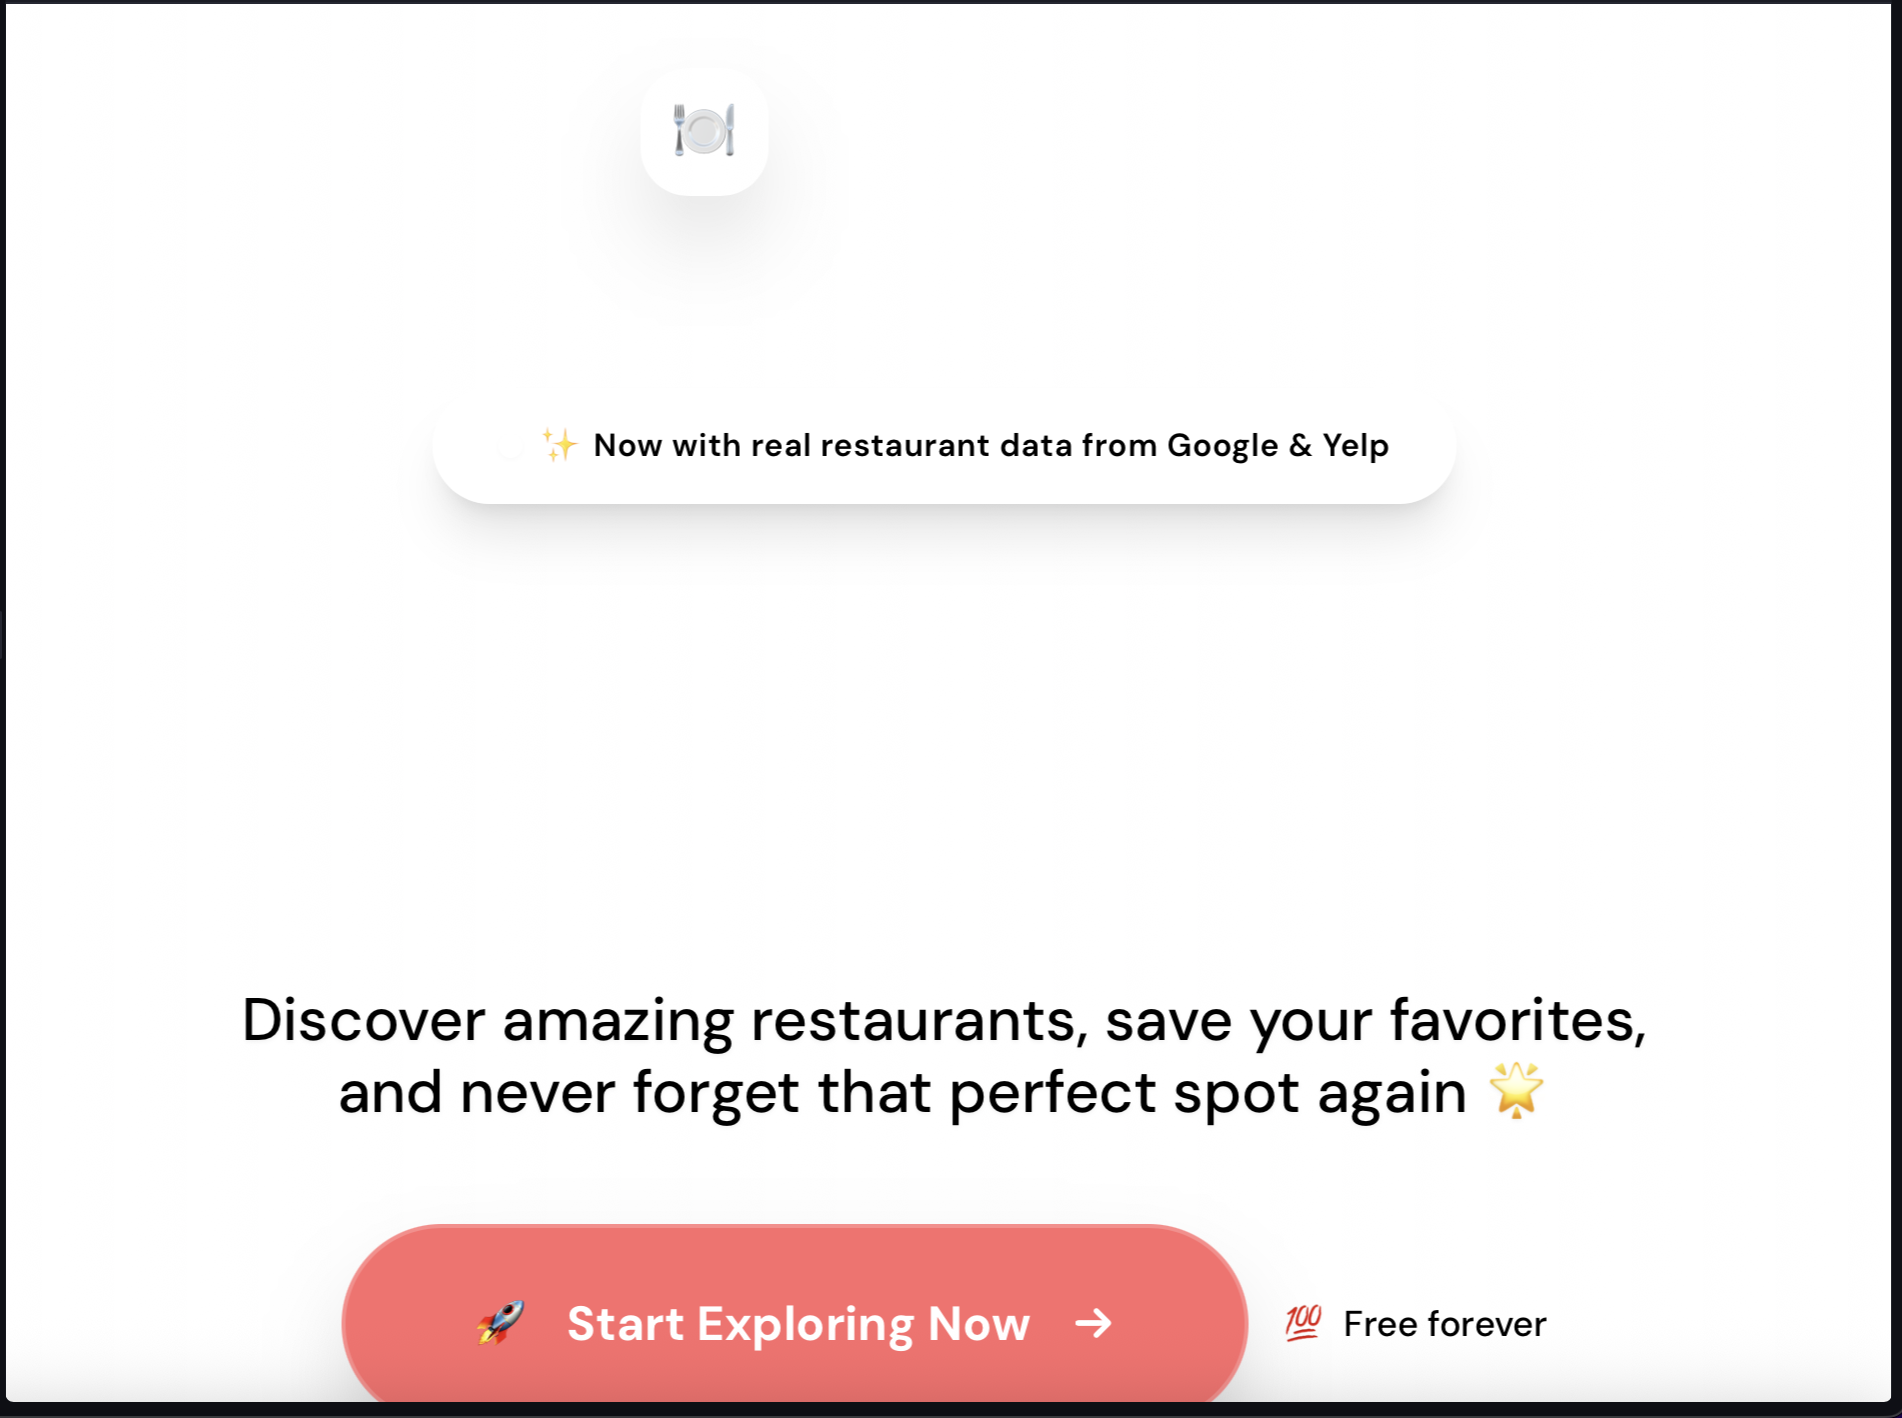 ✨ Now with real restaurant data from Google & Yelp
Discover amazing restaurants, save your favorites,
and never forget that perfect spot again 🌟
🚀 Start Exploring Now →
💯 Free forever